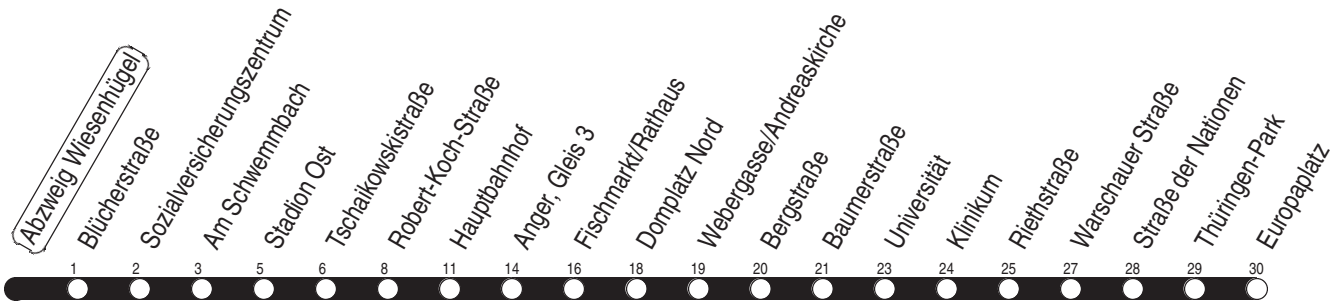 Abzweig Wiesenhügel
Blücherstraße
Sozialversicherungszentrum
Am Schwemmbach
Stadion Ost
Tschaikowskistraße
Robert-Koch-Straße
Hauptbahnhof
Anger, Gleis 3
Fischmarkt/Rathaus
Domplatz Nord
Webergasse/Andreaskirche
Bergstraße
Baumerstraße
Universität
Klinikum
Riethstraße
Warschauer Straße
Straße der Nationen
Thüringen-Park
Europaplatz
1 2 3 5 6 8 11 14 16 18 19 20 21 23 24 25 27 28 29 30